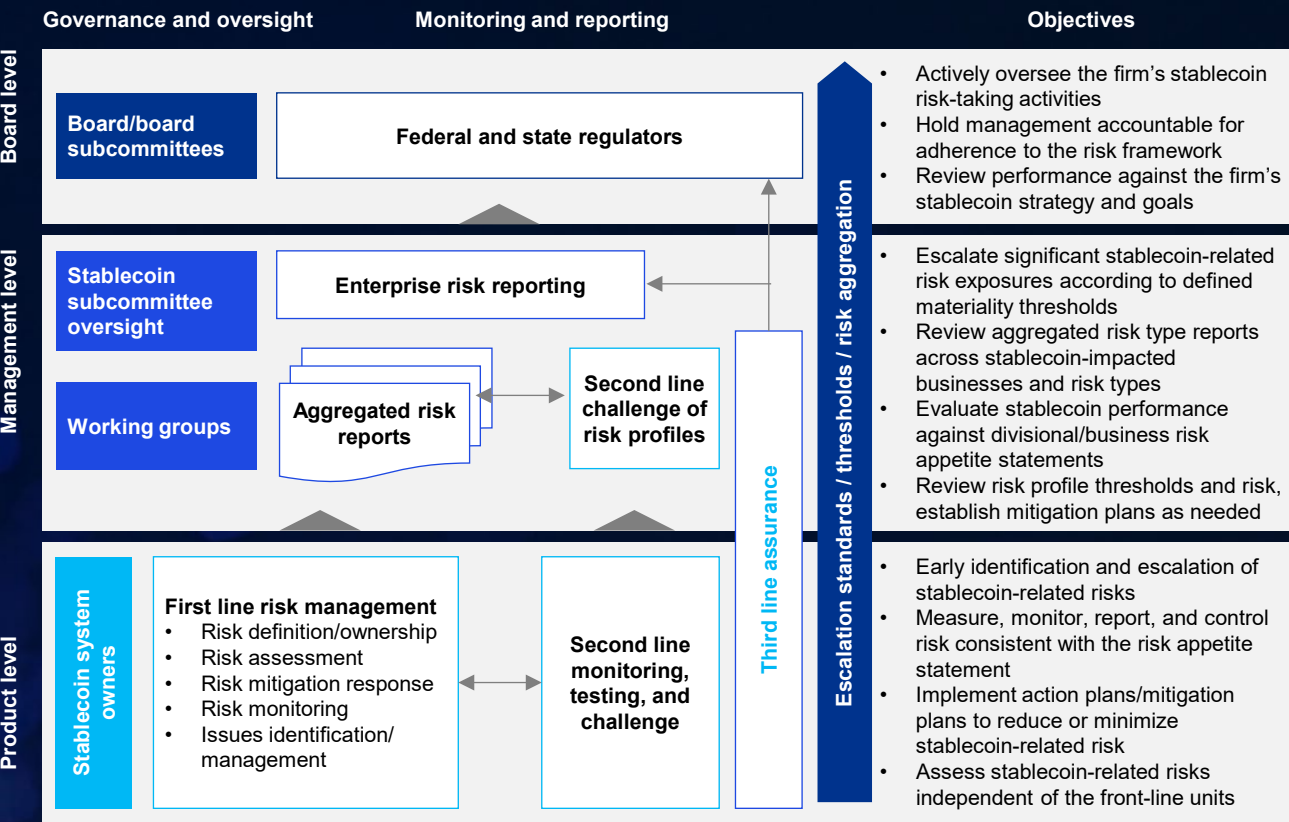 Governance and oversight
Monitoring and reporting
Objectives
Board level
Board/board
subcommittees
Federal and state regulators
• Actively oversee the firm's stablecoin
risk-taking activities
• Hold management accountable for
adherence to the risk framework
• Review performance against the firm's
stablecoin strategy and goals
Management level
Stablecoin
subcommittee
oversight
Enterprise risk reporting
Working groups
Aggregated risk
reports
Second line
challenge of
risk profiles
• Escalate significant stablecoin-related
risk exposures according to defined
materiality thresholds
• Review aggregated risk type reports
across stablecoin-impacted
businesses and risk types
• Evaluate stablecoin performance
against divisional/business risk
appetite statements
• Review risk profile thresholds and risk,
establish mitigation plans as needed
Third line assurance
Escalation standards / thresholds / risk aggregation
Product level
Stablecoin system
owners
First line risk management
• Risk definition/ownership
• Risk assessment
• Risk mitigation response
• Risk monitoring
• Issues identification/
management
Second line
monitoring,
testing, and
challenge
• Early identification and escalation of
stablecoin-related risks
• Measure, monitor, report, and control
risk consistent with the risk appetite
statement
• Implement action plans/mitigation
plans to reduce or minimize
stablecoin-related risk
• Assess stablecoin-related risks
independent of the front-line units